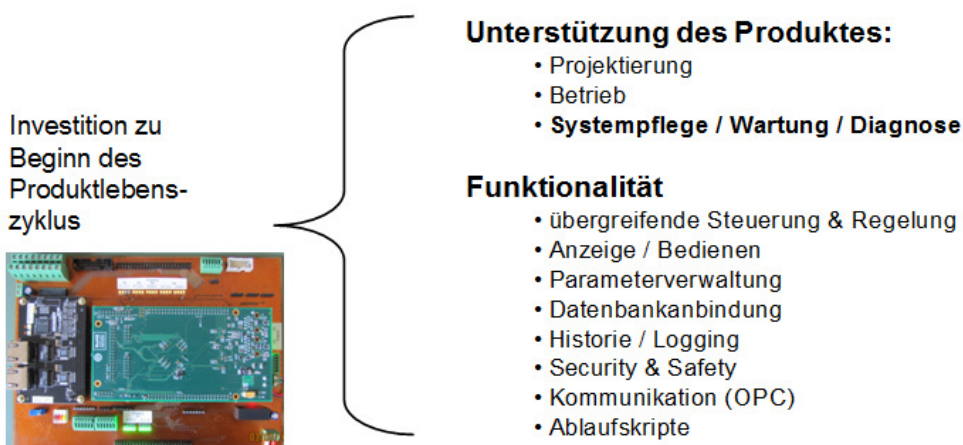 Investition zu
Beginn des
Produktlebens-
zyklus
Unterstützung des Produktes:
• Projektierung
• Betrieb
• Systempflege / Wartung / Diagnose
Funktionalität
• übergreifende Steuerung & Regelung
• Anzeige / Bedienen
• Parameterverwaltung
• Datenbankanbindung
• Historie / Logging
• Security & Safety
• Kommunikation (OPC)
• Ablaufskripte